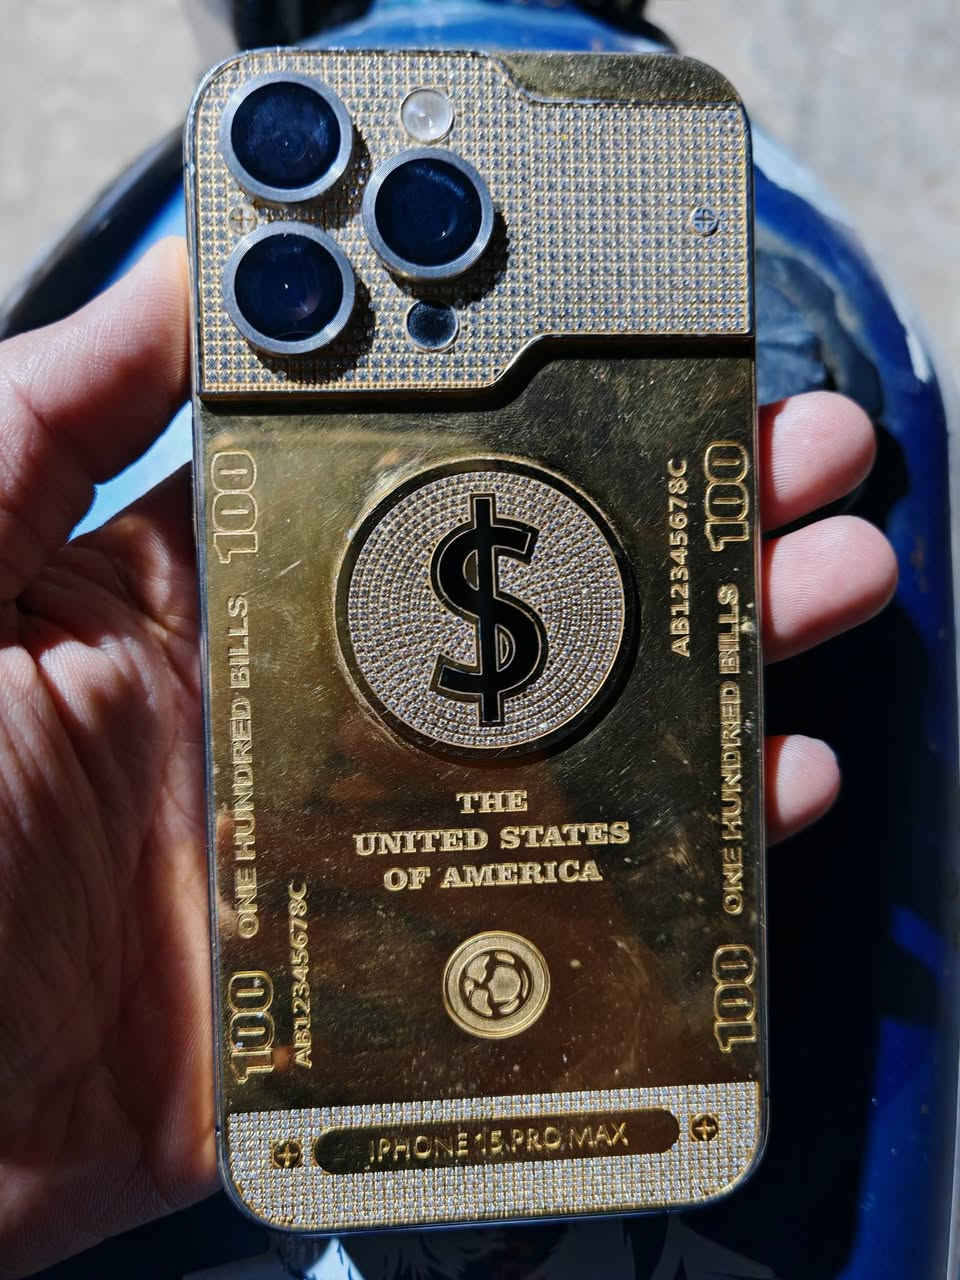 100
ONE HUNDRED BILLS
100
AB12345678C
$
AB12345678C
100
ONE HUNDRED BILLS
100
THE
UNITED STATES
OF AMERICA
IPHONE 15 PRO MAX